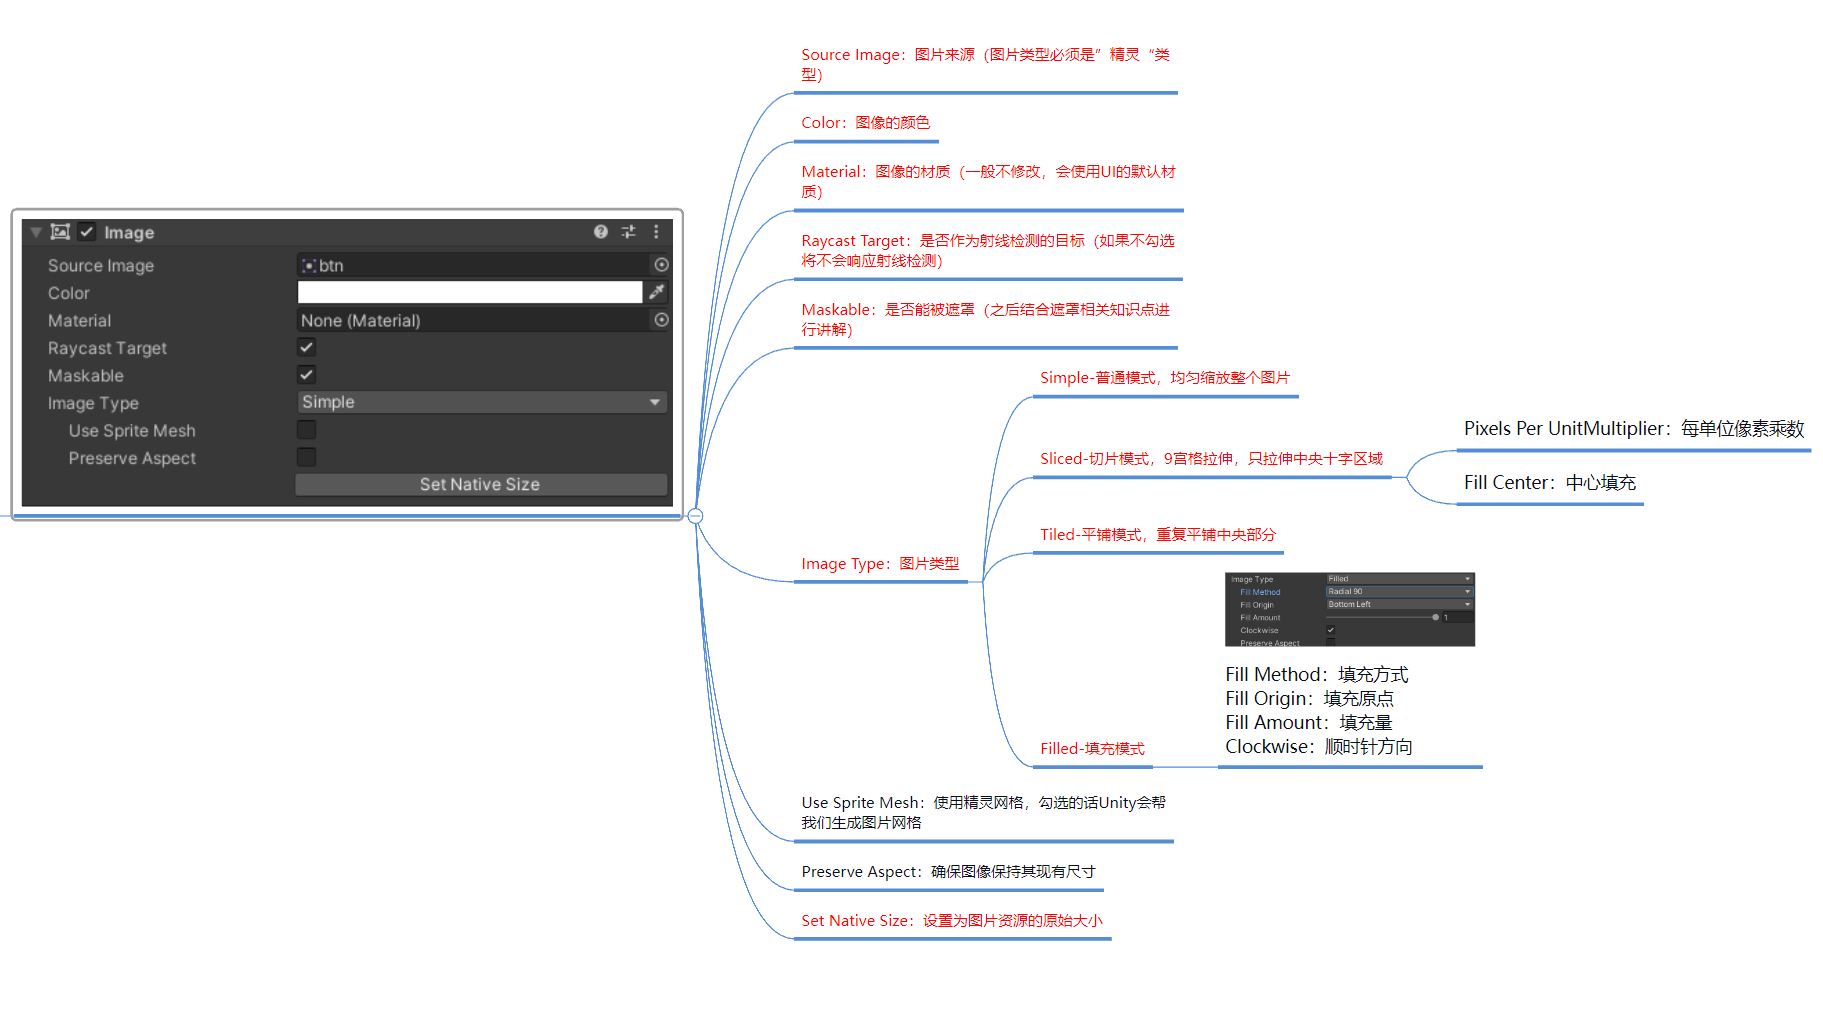 Image
Source Image
btn
Color
Material
None (Material)
Raycast Target
Maskable
Image Type
Simple
Use Sprite Mesh
Preserve Aspect
Set Native Size
Source Image：图片来源（图片类型必须是”精灵“类
型）
Color：图像的颜色
Material：图像的材质（一般不修改，会使用UI的默认材
质）
Raycast Target：是否作为射线检测的目标（如果不勾选
将不会响应射线检测）
Maskable：是否能被遮罩（之后结合遮罩相关知识点进
行讲解）
Image Type：图片类型
Simple-普通模式，均匀缩放整个图片
Sliced-切片模式，9宫格拉伸，只拉伸中央十字区域
Pixels Per UnitMultiplier：每单位像素乘数
Fill Center：中心填充
Tiled-平铺模式，重复平铺中央部分
Filled-填充模式
Image Type
Filled
Fill Method
Radial 90
Fill Origin
Bottom Left
Fill Amount
1
Clockwise
Preserve Aspect
Fill Method：填充方式
Fill Origin：填充原点
Fill Amount：填充量
Clockwise：顺时针方向
Use Sprite Mesh：使用精灵网格，勾选的话Unity会帮
我们生成图片网格
Preserve Aspect：确保图像保持其现有尺寸
Set Native Size：设置为图片资源的原始大小